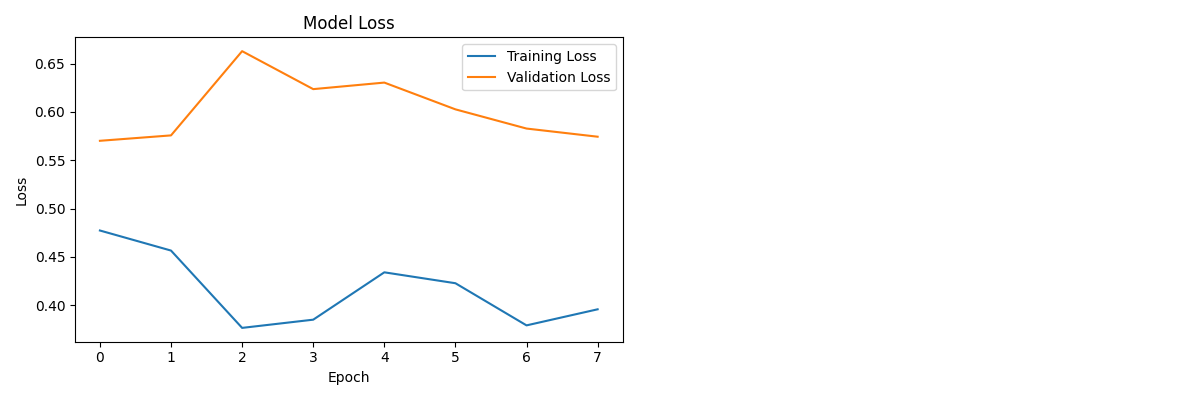 Model Loss
Training Loss
Validation Loss
0.65
0.60
0.55
0.50
0.45
0.40
Loss
0 1 2 3 4 5 6 7
Epoch